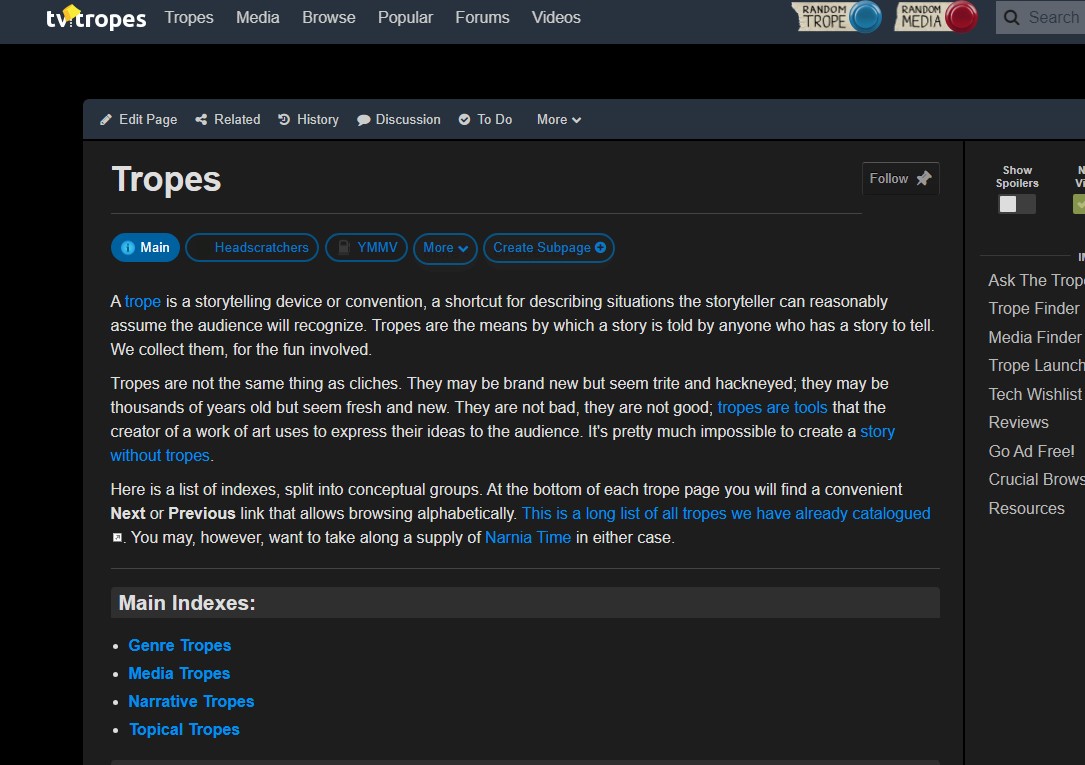 tvtropes Tropes Media Browse Popular Forums Videos RANDOM TROPE RANDOM MEDIA Search
Edit Page Related History Discussion To Do More
Tropes
Follow
Main Headscratchers YMMV More Create Subpage
A trope is a storytelling device or convention, a shortcut for describing situations the storyteller can reasonably
assume the audience will recognize. Tropes are the means by which a story is told by anyone who has a story to tell.
We collect them, for the fun involved.
Tropes are not the same thing as cliches. They may be brand new but seem trite and hackneyed; they may be
thousands of years old but seem fresh and new. They are not bad, they are not good; tropes are tools that the
creator of a work of art uses to express their ideas to the audience. It's pretty much impossible to create a story
without tropes.
Here is a list of indexes, split into conceptual groups. At the bottom of each trope page you will find a convenient
Next or Previous link that allows browsing alphabetically. This is a long list of all tropes we have already catalogued
. You may, however, want to take along a supply of Narnia Time in either case.
Main Indexes:
Genre Tropes
Media Tropes
Narrative Tropes
Topical Tropes
Show
Spoilers
Ask The Trop
Trope Finder
Media Finder
Trope Launch
Tech Wishlist
Reviews
Go Ad Free!
Crucial Brows
Resources